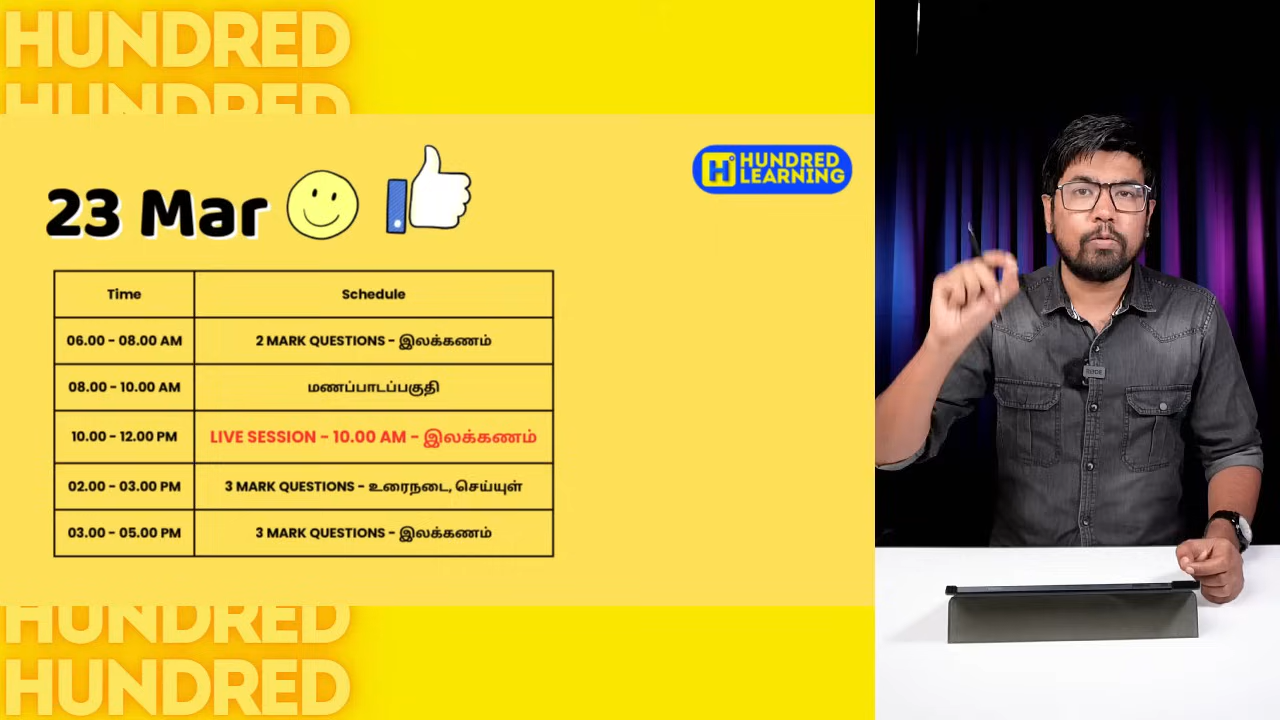 HUNDRED
HUNDRED
23 Mar
HUNDRED
LEARNING
Time Schedule
06.00 - 08.00 AM 2 MARK QUESTIONS - இலக்கணம்
08.00 - 10.00 AM மணப்பாடப்பகுதி
10.00 - 12.00 PM LIVE SESSION - 10.00 AM - இலக்கணம்
02.00 - 03.00 PM 3 MARK QUESTIONS - உரைநடை, செய்யுள்
03.00 - 05.00 PM 3 MARK QUESTIONS - இலக்கணம்
HUNDRED
HUNDRED